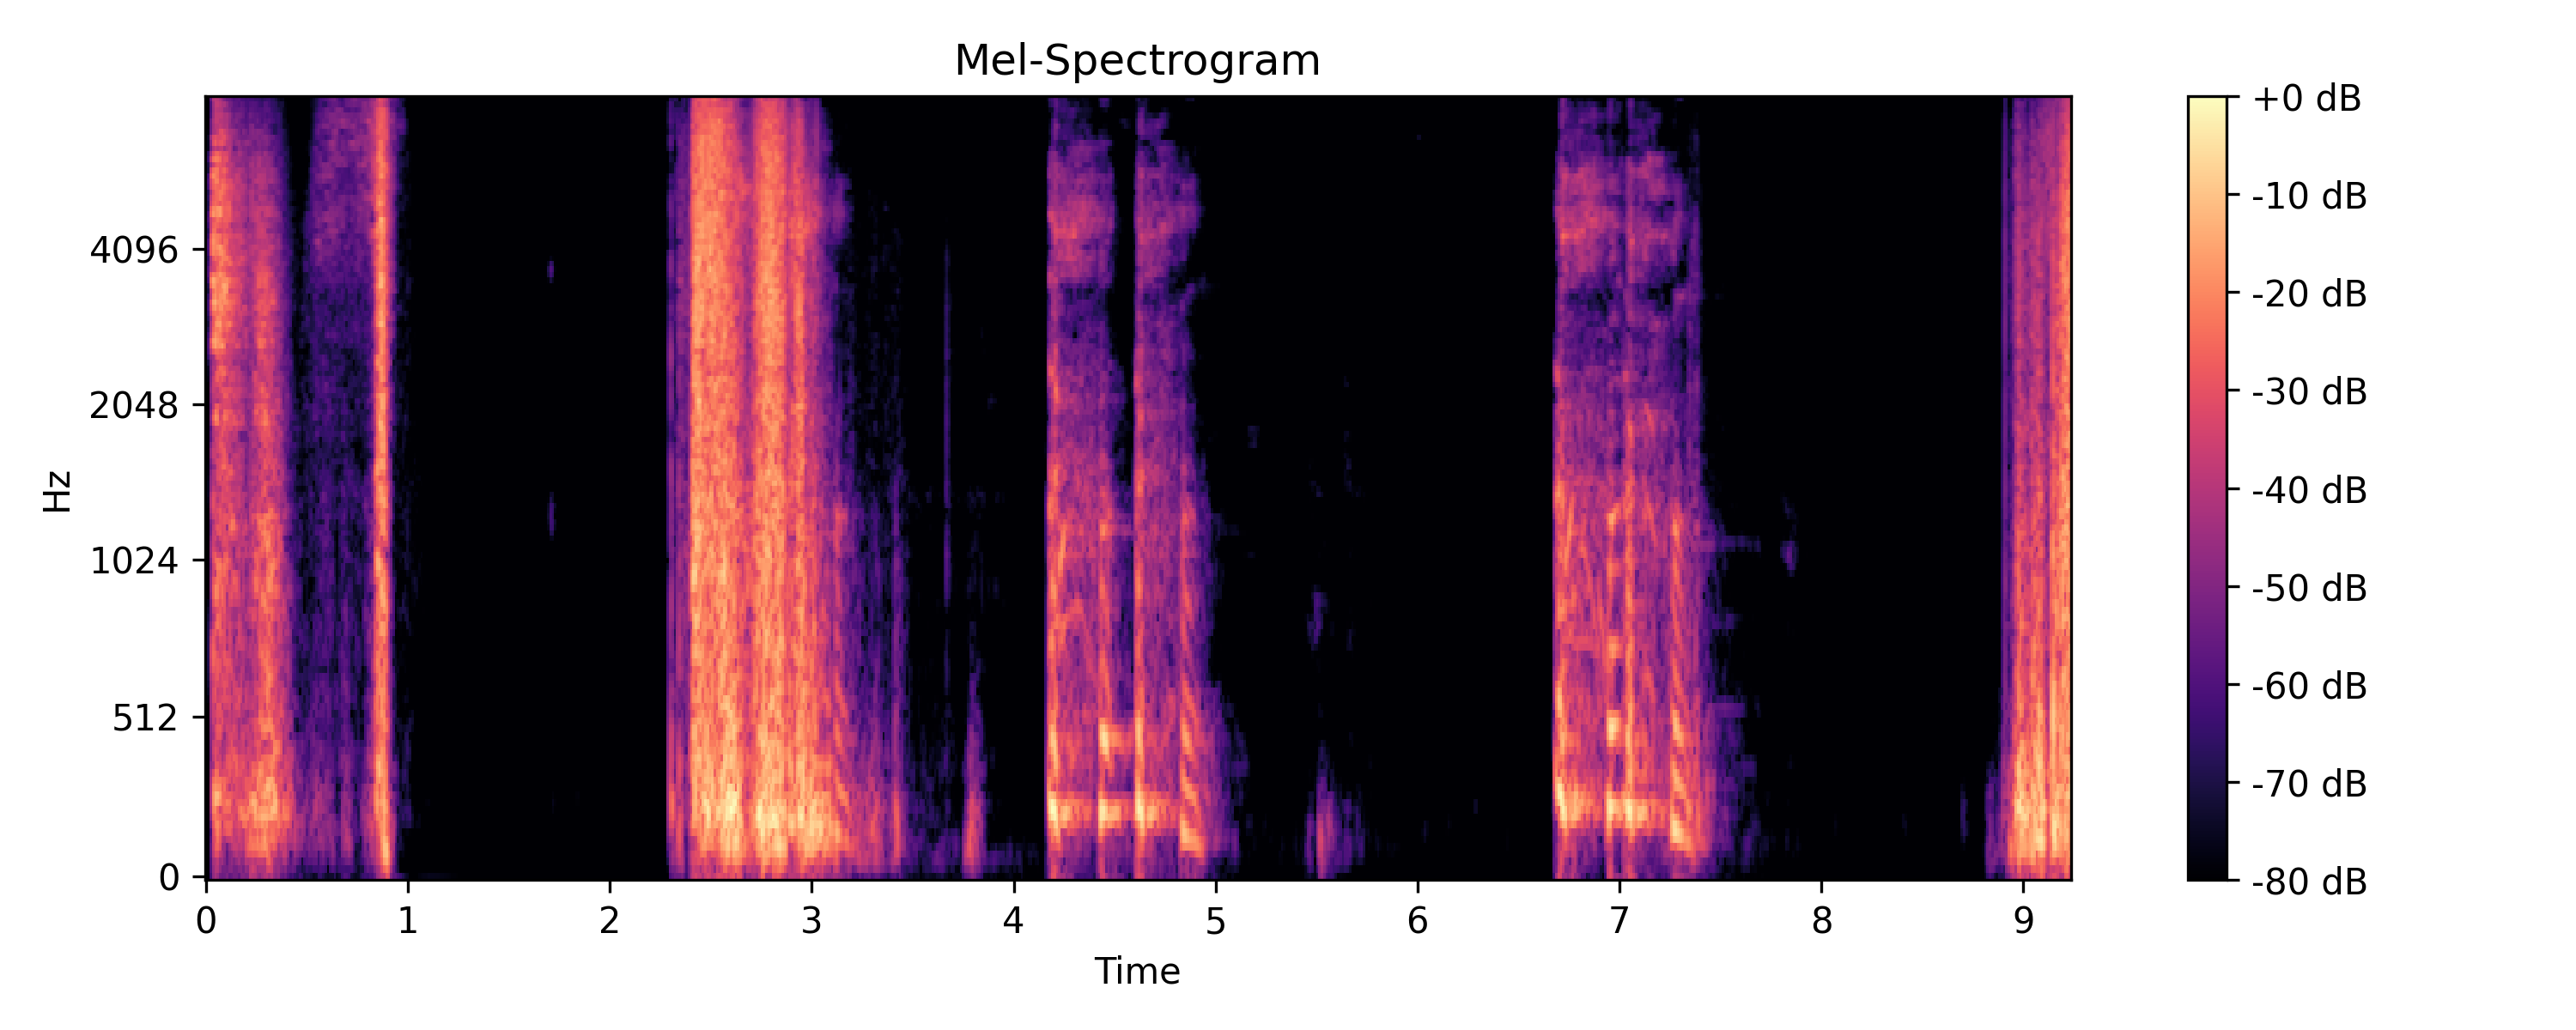 Mel-Spectrogram
Hz
4096
2048
1024
512
0
0 1 2 3 4 5 6 7 8 9
Time
+0 dB
-10 dB
-20 dB
-30 dB
-40 dB
-50 dB
-60 dB
-70 dB
-80 dB